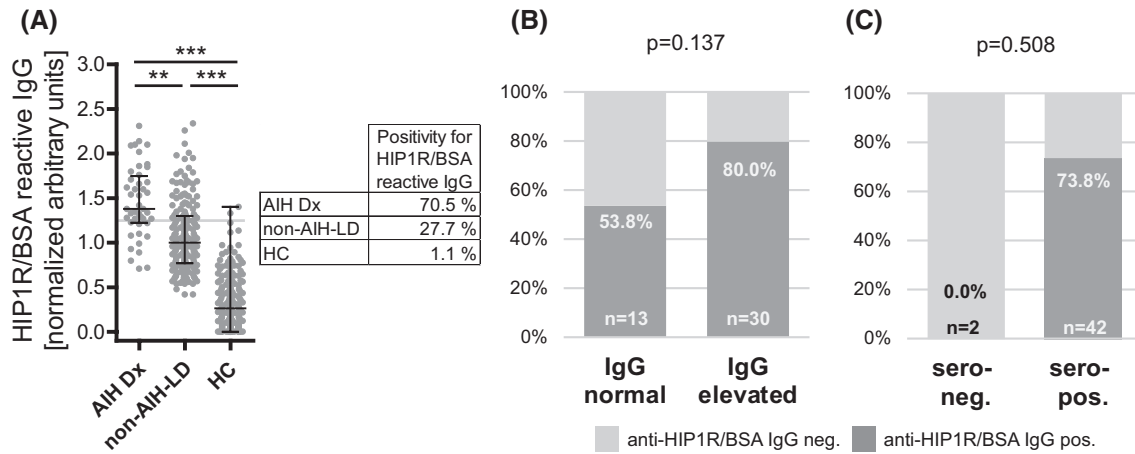 (A)
HIP1R/BSA reactive IgG
[normalized arbitrary units]
***
** ***
3.0
2.5
2.0
1.5
1.0
0.5
0.0
AIH Dx
non-AIH-LD
HC
Positivity for
HIP1R/BSA
reactive IgG
AIH Dx 70.5 %
non-AIH-LD 27.7 %
HC 1.1 %
(B)
p=0.137
100%
80%
60%
40%
20%
0%
53.8%
n=13
80.0%
n=30
IgG
normal
IgG
elevated
(C)
p=0.508
100%
80%
60%
40%
20%
0%
0.0%
n=2
73.8%
n=42
sero-
neg.
sero-
pos.
anti-HIP1R/BSA IgG neg.
anti-HIP1R/BSA IgG pos.